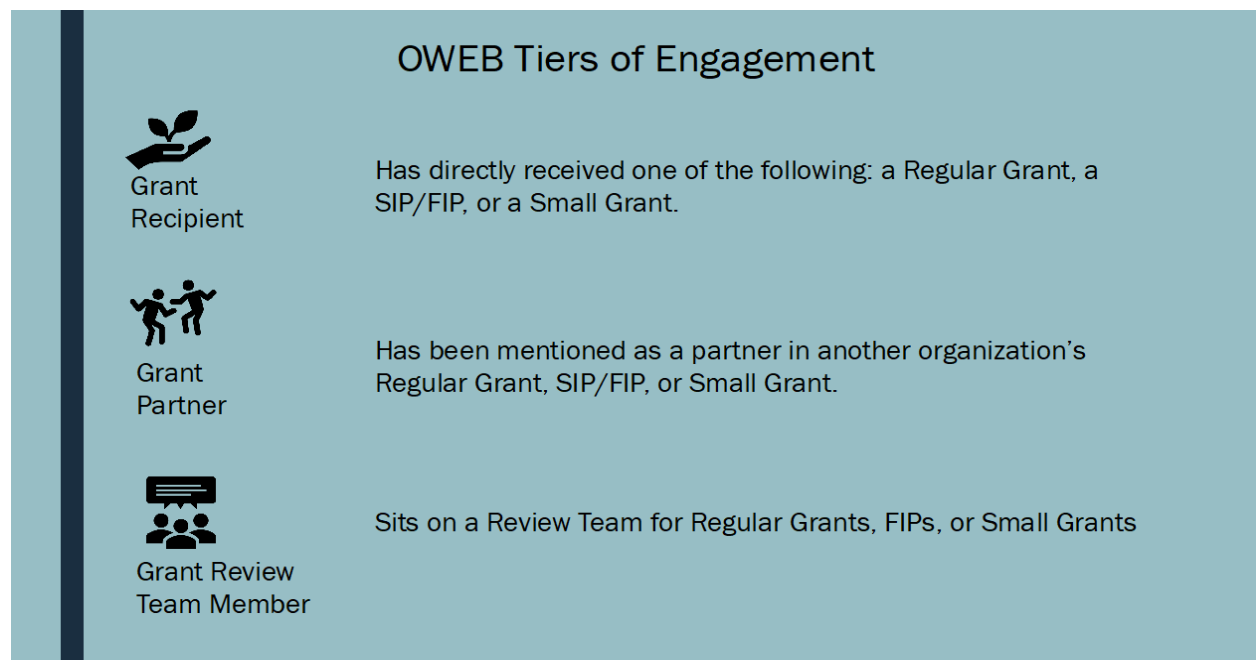 OWEB Tiers of Engagement
Grant
Recipient
Has directly received one of the following: a Regular Grant, a
SIP/FIP, or a Small Grant.
Grant
Partner
Has been mentioned as a partner in another organization’s
Regular Grant, SIP/FIP, or Small Grant.
Grant Review
Team Member
Sits on a Review Team for Regular Grants, FIPs, or Small Grants